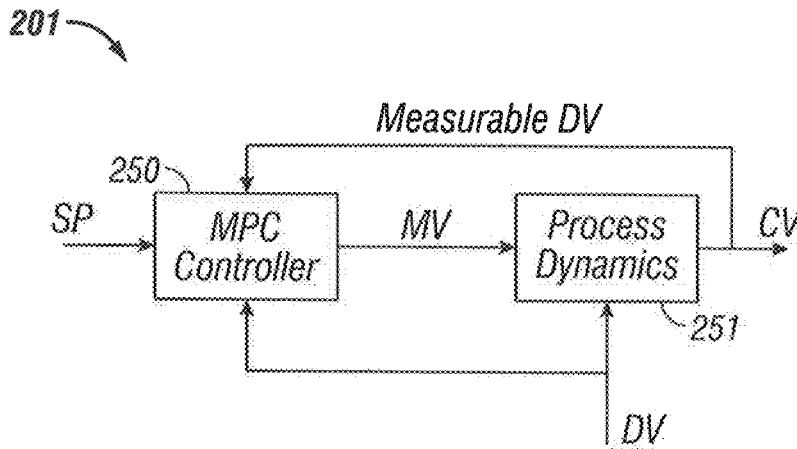 201
Measurable DV
250
SP
MPC
Controller
MV
Process
Dynamics
CV
251
DV